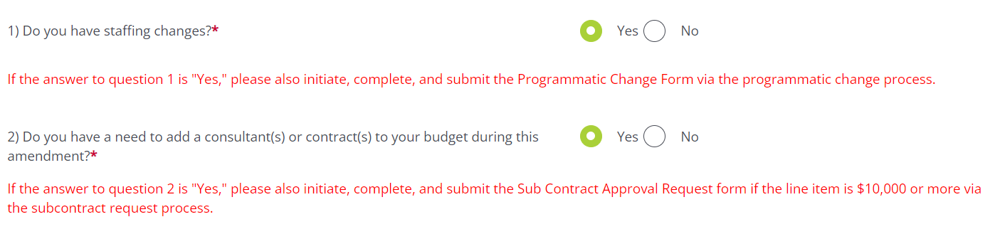 1) Do you have staffing changes?* Yes No
If the answer to question 1 is "Yes," please also initiate, complete, and submit the Programmatic Change Form via the programmatic change process.
2) Do you have a need to add a consultant(s) or contract(s) to your budget during this Yes No
amendment?*
If the answer to question 2 is "Yes," please also initiate, complete, and submit the Sub Contract Approval Request form if the line item is $10,000 or more via
the subcontract request process.